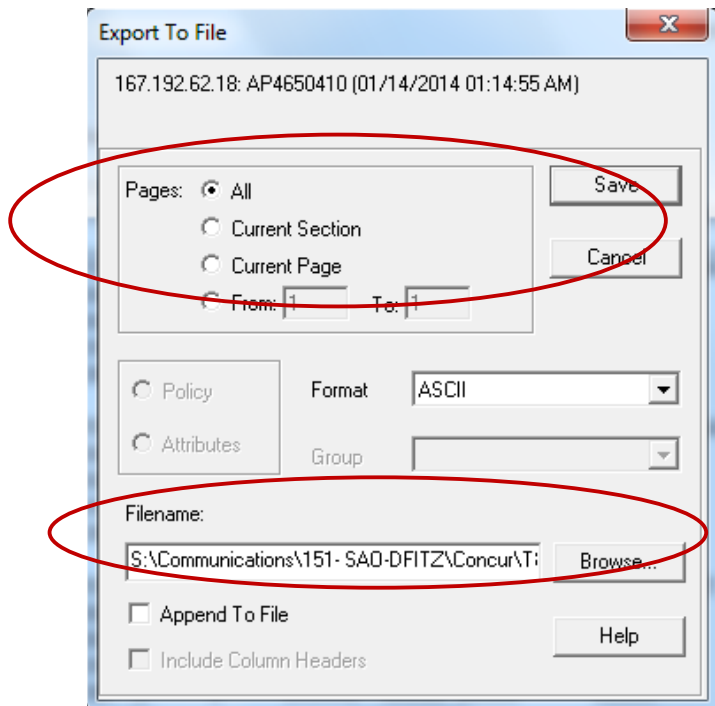 Export To File
167.192.62.18: AP4650410 (01/14/2014 01:14:55 AM)
Pages: All
Save
Current Section
Current Page
Cancel
From: 1 To: 1
Policy
Format ASCII
Attributes
Group
Filename:
S:\Communications\151- SAO-DFITZ\Concur\
Browse...
Append To File
Help
Include Column Headers